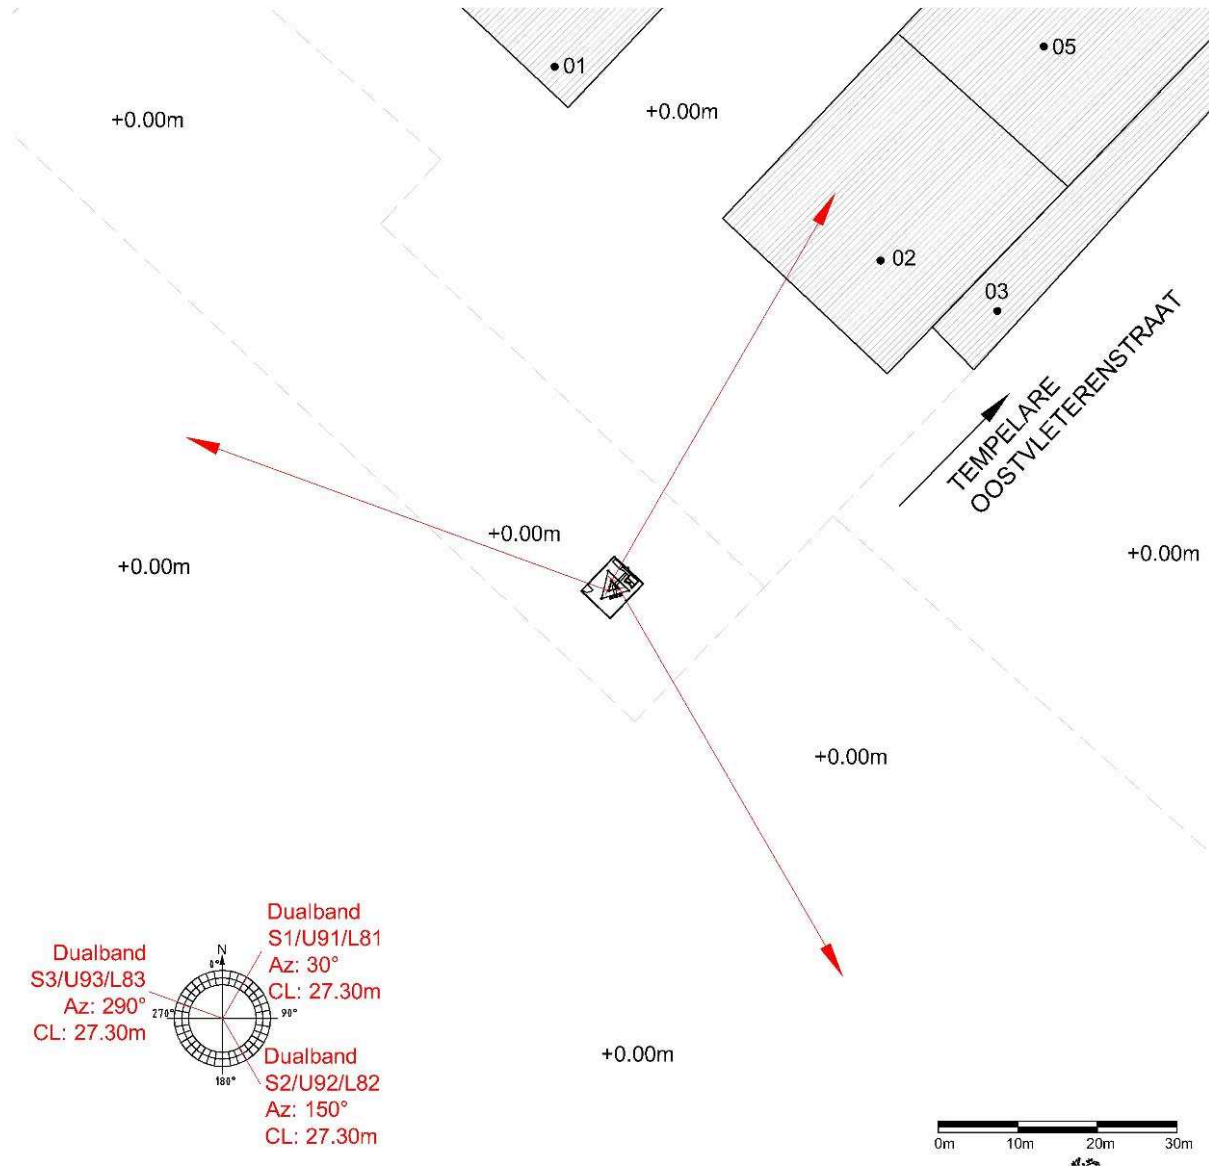 01
05
+0.00m
+0.00m
02
03
TEMPELARE
OOSTVLETERENSTRAAT
+0.00m
+0.00m
+0.00m
+0.00m
Dualband
S1/U91/L81
Az: 30°
CL: 27.30m
Dualband
S3/U93/L83
Az: 290°
CL: 27.30m
N
0°
270°
90°
180°
Dualband
S2/U92/L82
Az: 150°
CL: 27.30m
+0.00m
0m 10m 20m 30m